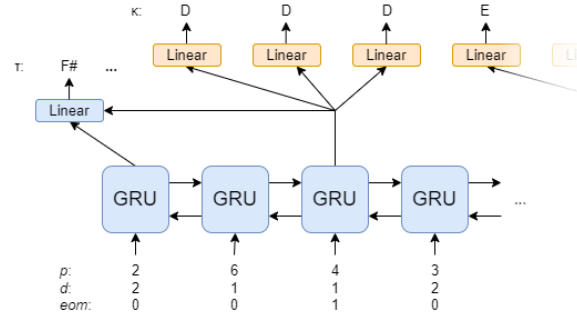 κ: D D D E
Linear Linear Linear Linear Li
τ: F# ...
Linear
GRU GRU GRU GRU ...
p: 2 6 4 3
d: 2 1 1 2
eom: 0 0 1 0